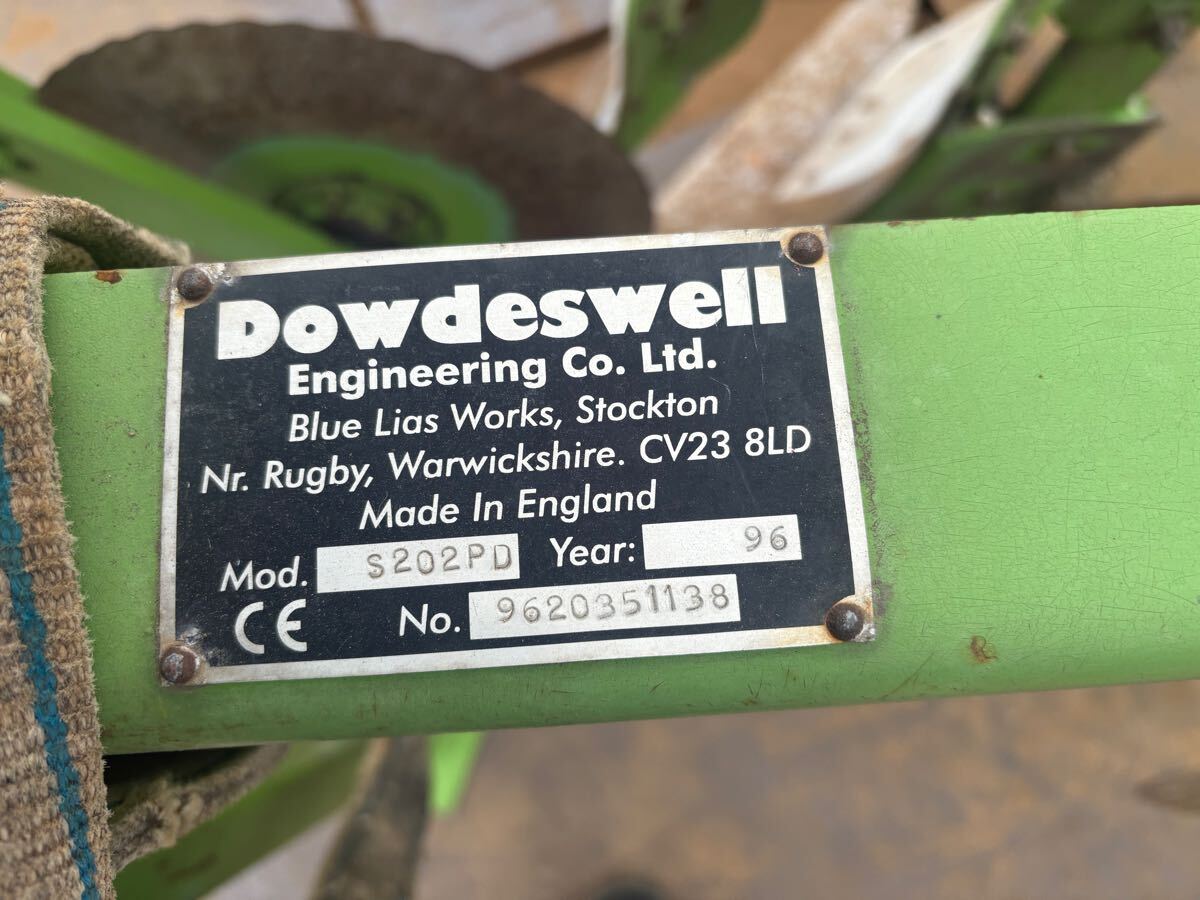 Dowdeswell
Engineering Co. Ltd.
Blue Lias Works, Stockton
Nr. Rugby, Warwickshire. CV23 8LD
Made In England
Mod. S202PD Year: 96
CE No. 9620351138